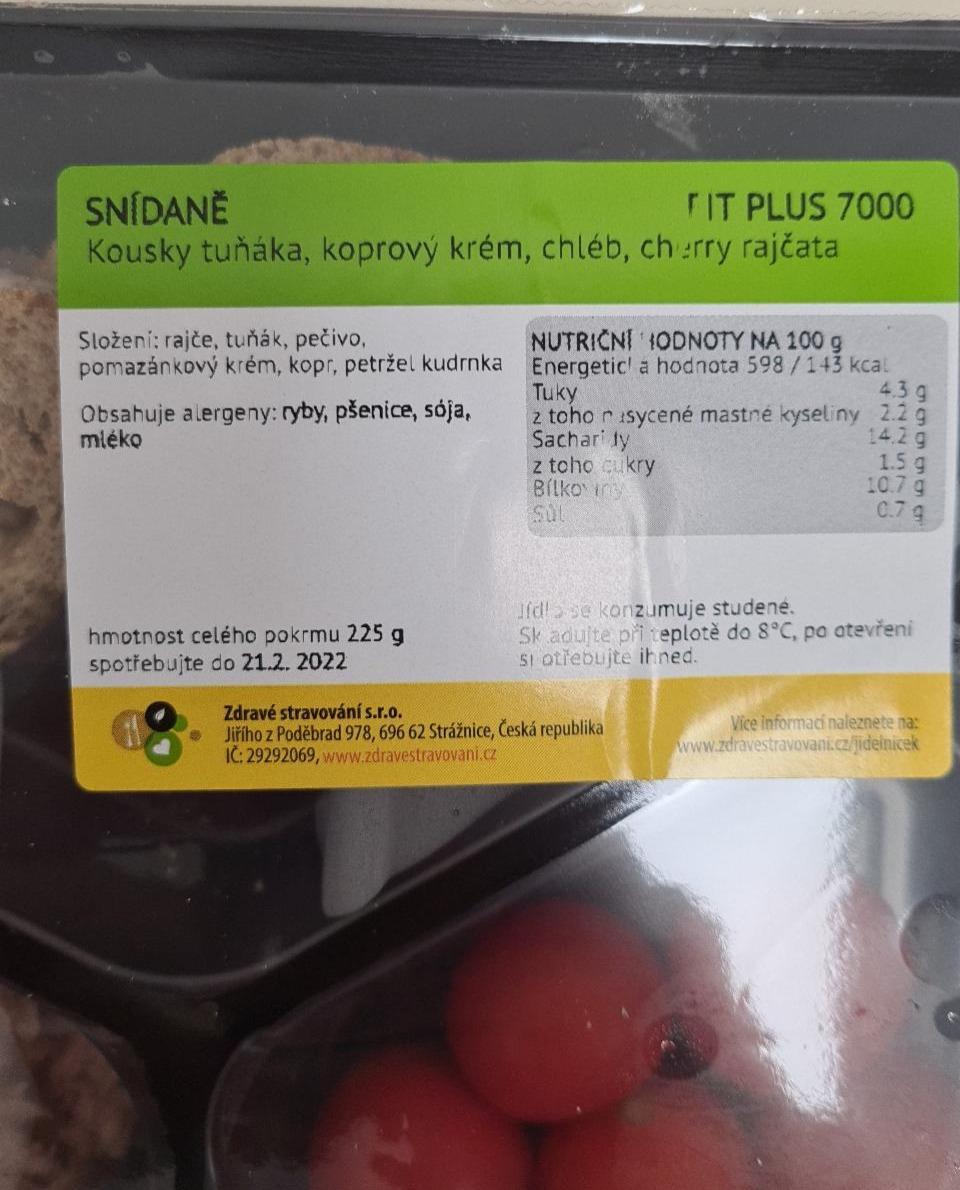 SNÍDANĚ
FIT PLUS 7000
Kousky tuňáka, koprový krém, chléb, cherry rajčata
Složení: rajče, tuňák, pečivo,
pomazánkový krém, kopr, petržel kudrnka
Obsahuje alergeny: ryby, pšenice, sója,
mléko
hmotnost celého pokrmu 225 g
spotřebujte do 21.2. 2022
NUTRIČNÍ HODNOTY NA 100 g
Energetická hodnota 598 / 143 kcal
Tuky 4.3 g
z toho nasycené mastné kyseliny 2.2 g
Sacharidy 14.2 g
z toho cukry 1.5 g
Bílkoviny 10.7 g
Sůl 0.7 g
Jídlo se konzumuje studené.
Skladujte při teplotě do 8°C, po otevření
spotřebujte ihned.
Zdravé stravování s.r.o.
Jiřího z Poděbrad 978, 696 62 Strážnice, Česká republika
IČ: 29292069, www.zdravestravovani.cz
Více informací naleznete na:
www.zdravestravovani.cz/jidelnicek